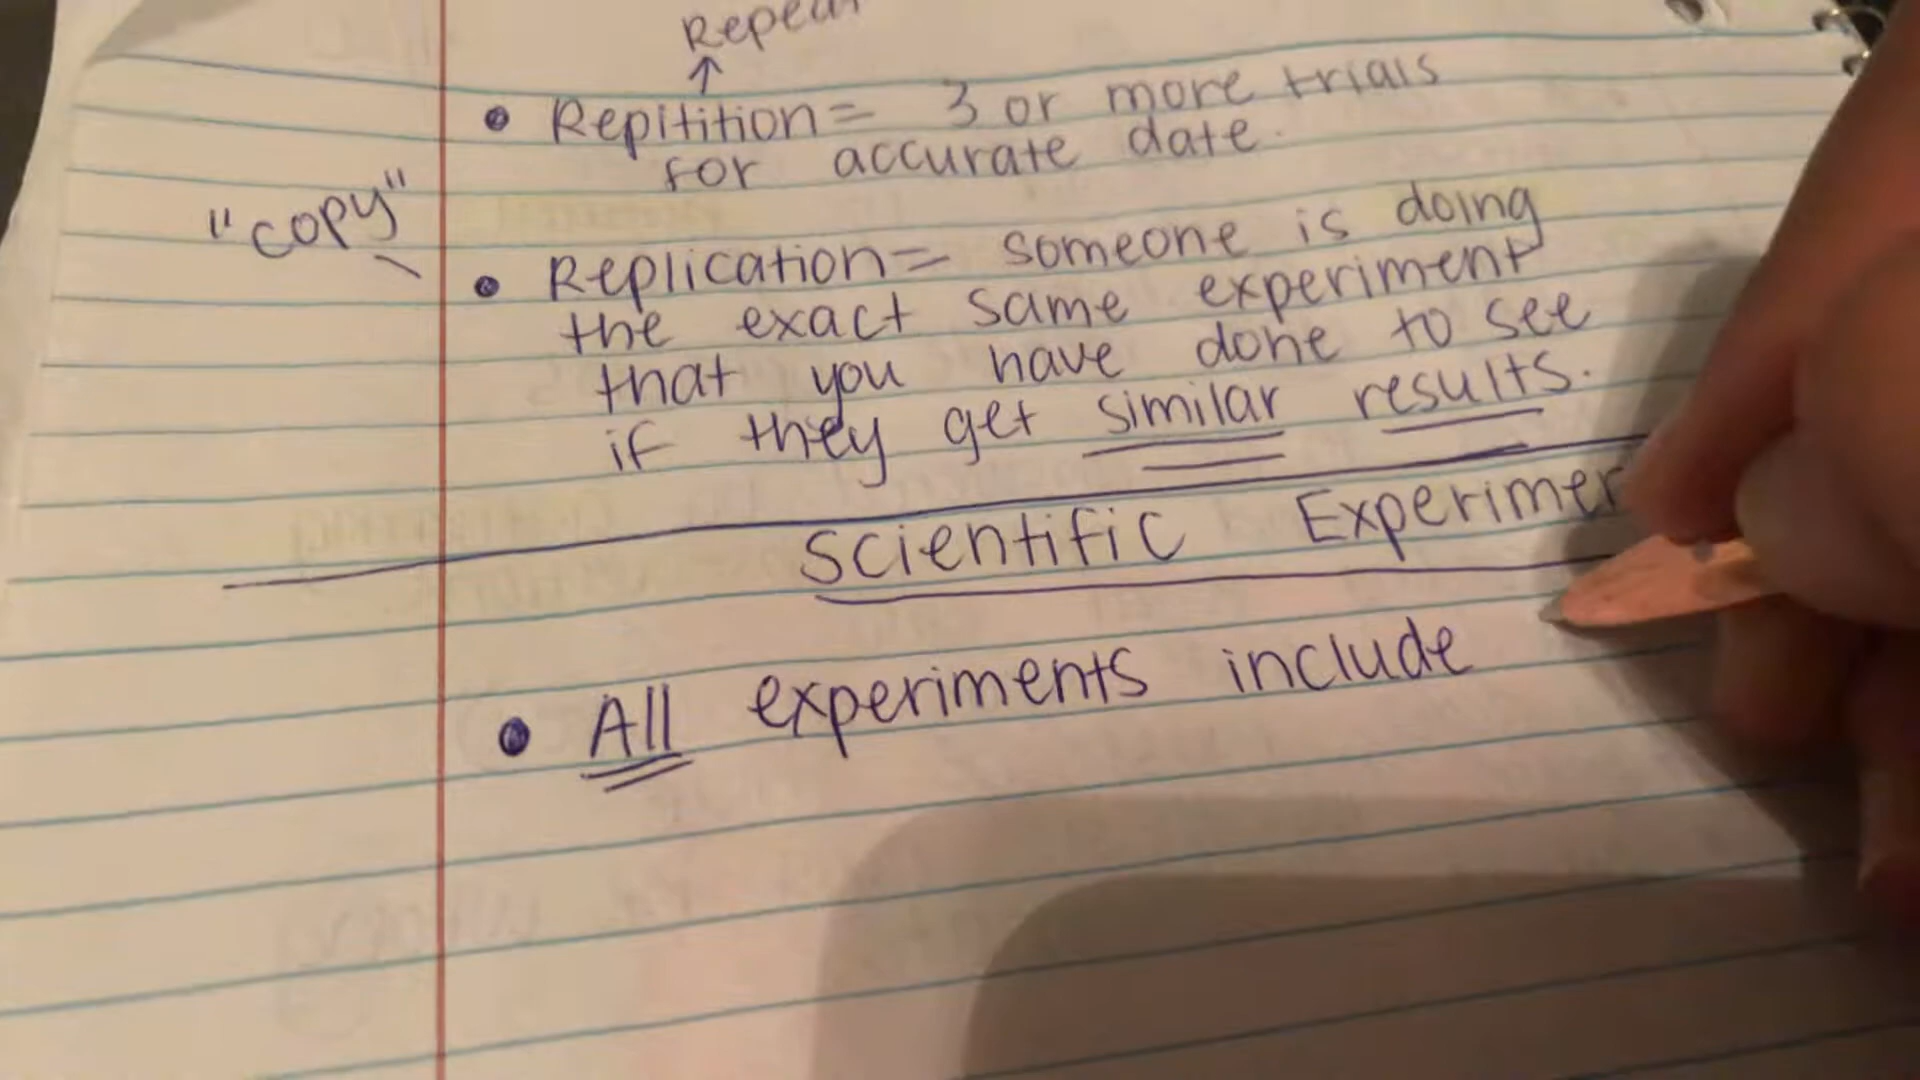 Repeat
↑
• Repitition = 3 or more trials
for accurate date.
"copy"
• Replication = someone is doing
the exact same experiment
that you have done to see
if they get similar results.
Scientific Experimen
• All experiments include